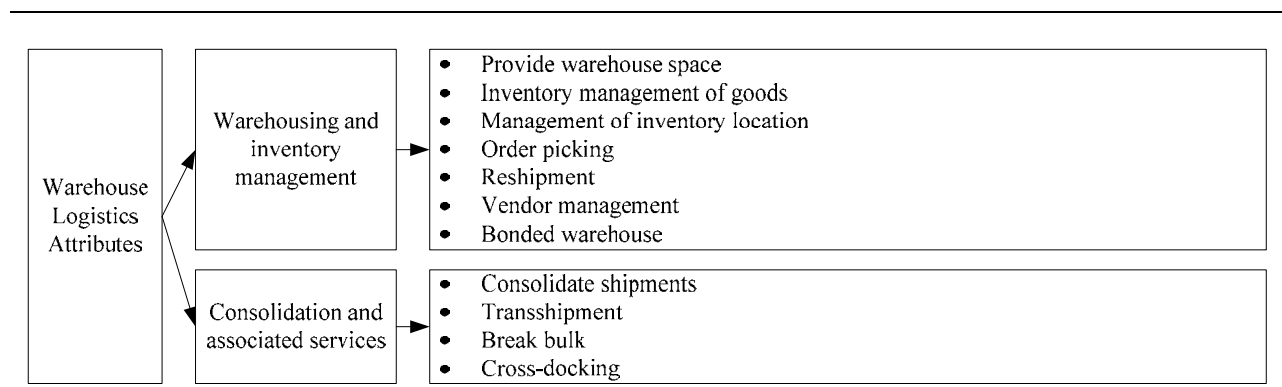 Warehouse
Logistics
Attributes
Warehousing and
inventory
management
• Provide warehouse space
• Inventory management of goods
• Management of inventory location
• Order picking
• Reshipment
• Vendor management
• Bonded warehouse
Consolidation and
associated services
• Consolidate shipments
• Transshipment
• Break bulk
• Cross-docking